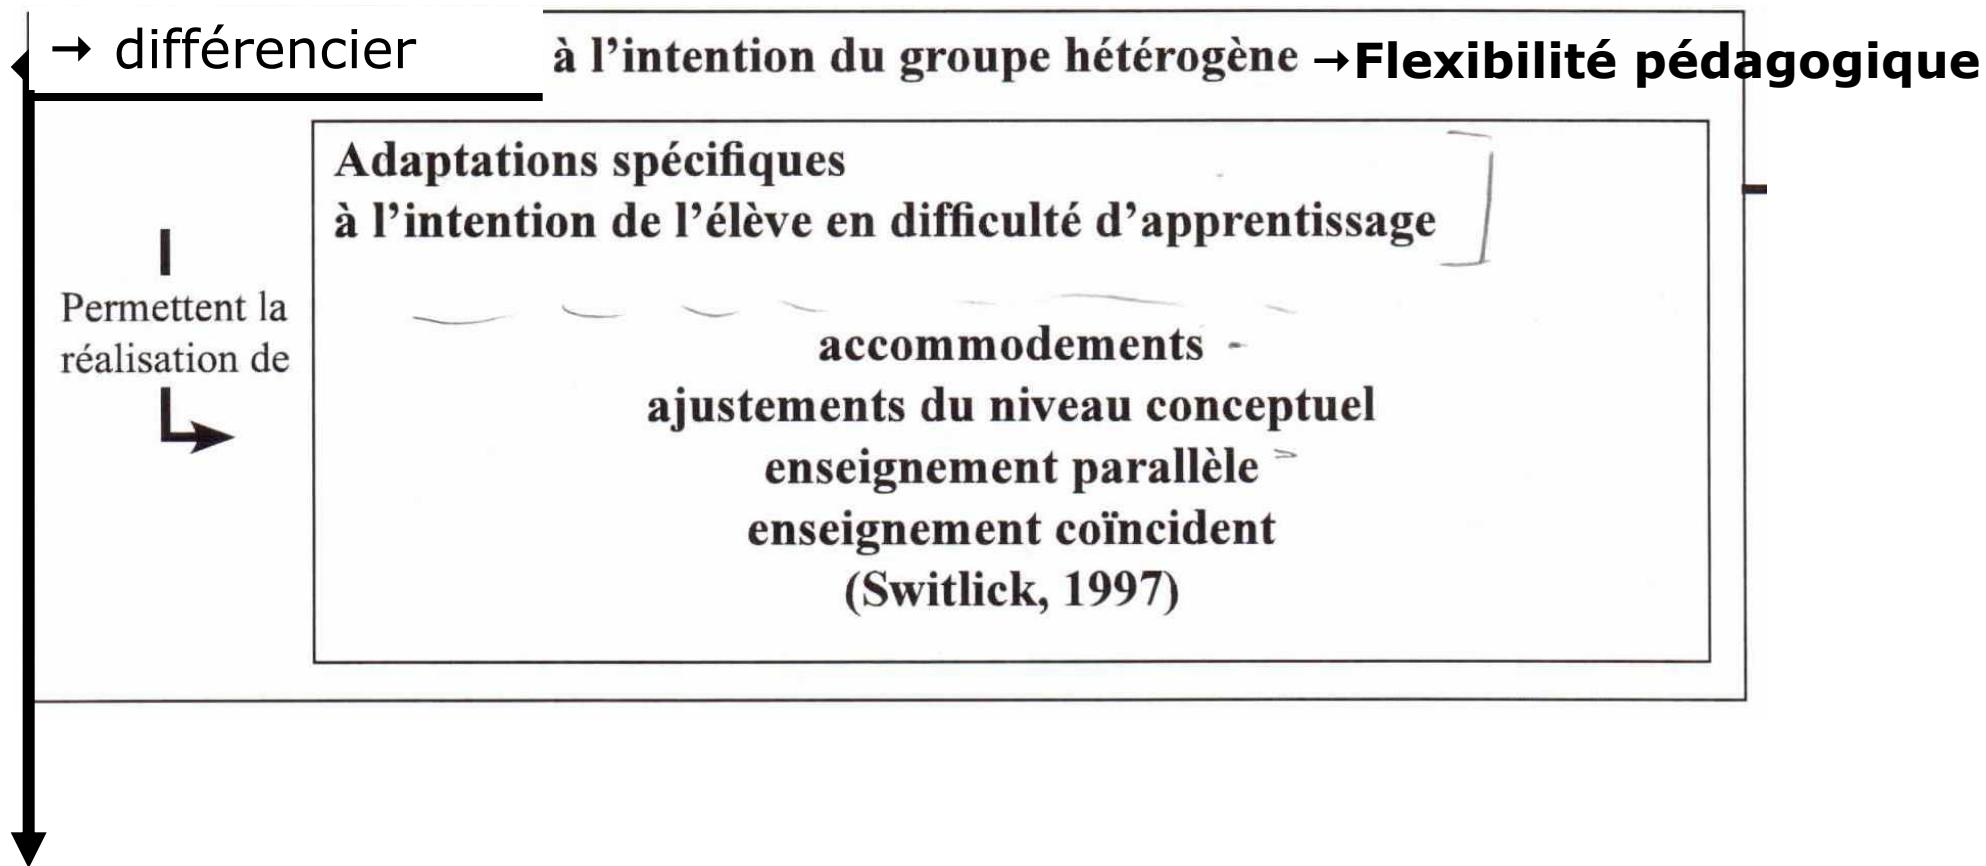 → différencier à l'intention du groupe hétérogène →Flexibilité pédagogique
Adaptations spécifiques
à l'intention de l'élève en difficulté d'apprentissage
Permettent la
réalisation de
accommodements
ajustements du niveau conceptuel
enseignement parallèle
enseignement coïncident
(Switlick, 1997)